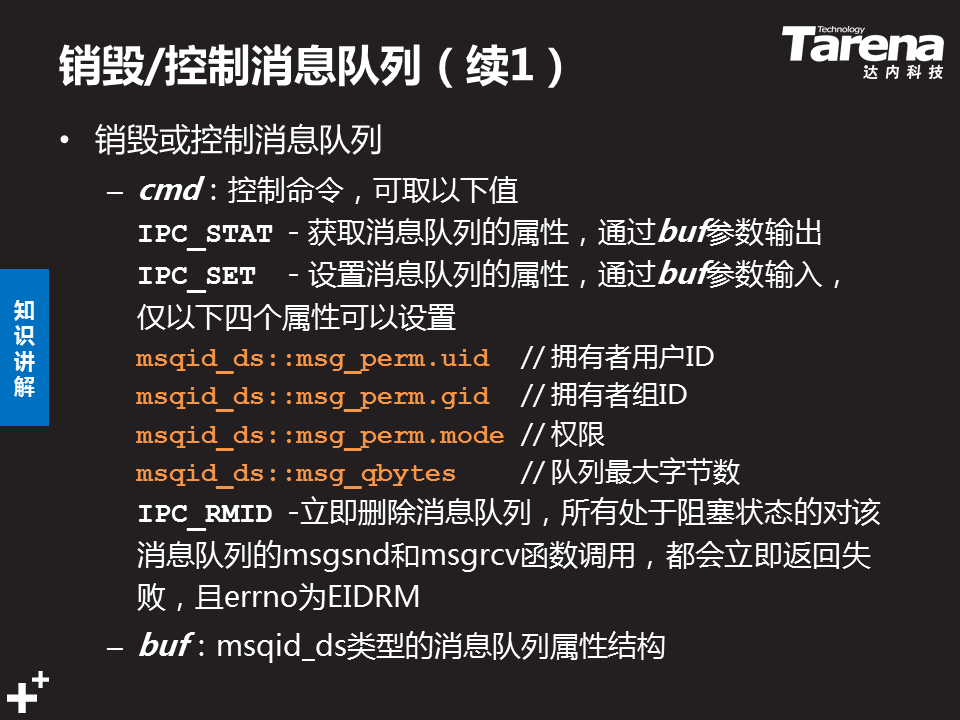 销毁/控制消息队列（续1）
Technology
Tarena
达内科技
• 销毁或控制消息队列
– cmd：控制命令，可取以下值
IPC_STAT - 获取消息队列的属性，通过buf参数输出
IPC_SET - 设置消息队列的属性，通过buf参数输入，
仅以下四个属性可以设置
msqid_ds::msg_perm.uid // 拥有者用户ID
msqid_ds::msg_perm.gid // 拥有者组ID
msqid_ds::msg_perm.mode // 权限
msqid_ds::msg_qbytes // 队列最大字节数
IPC_RMID -立即删除消息队列，所有处于阻塞状态的对该
消息队列的msgsnd和msgrcv函数调用，都会立即返回失
败，且errno为EIDRM
– buf：msqid_ds类型的消息队列属性结构
知识讲解